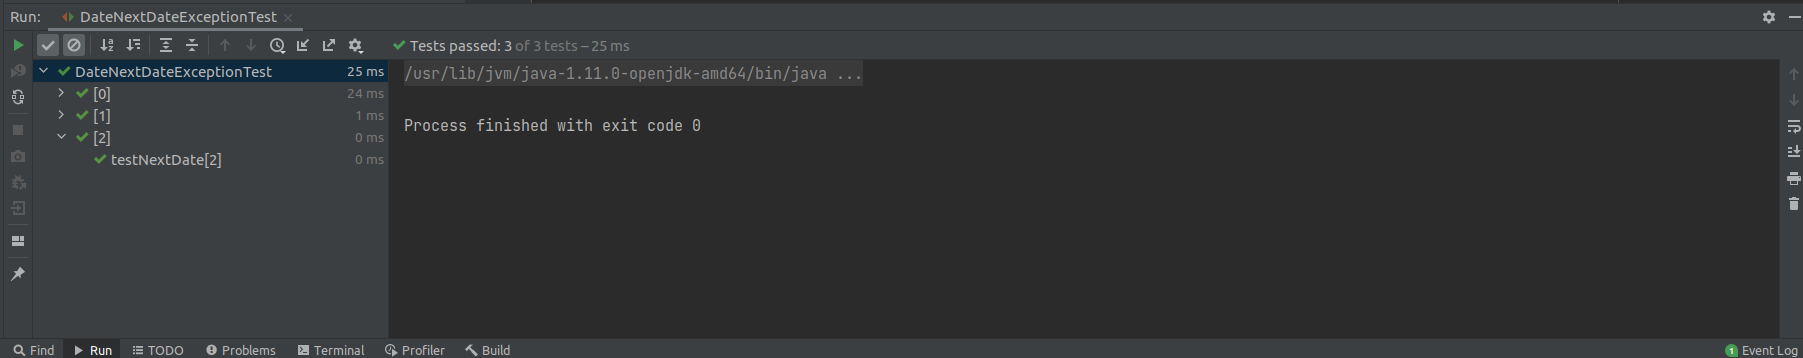 Run: DateNextDateExceptionTest
Tests passed: 3 of 3 tests – 25 ms
DateNextDateExceptionTest 25 ms
[0] 24 ms
[1] 1 ms
[2] 0 ms
testNextDate[2] 0 ms
/usr/lib/jvm/java-1.11.0-openjdk-amd64/bin/java ...
Process finished with exit code 0
Find Run TODO Problems Terminal Profiler Build 1 Event Log